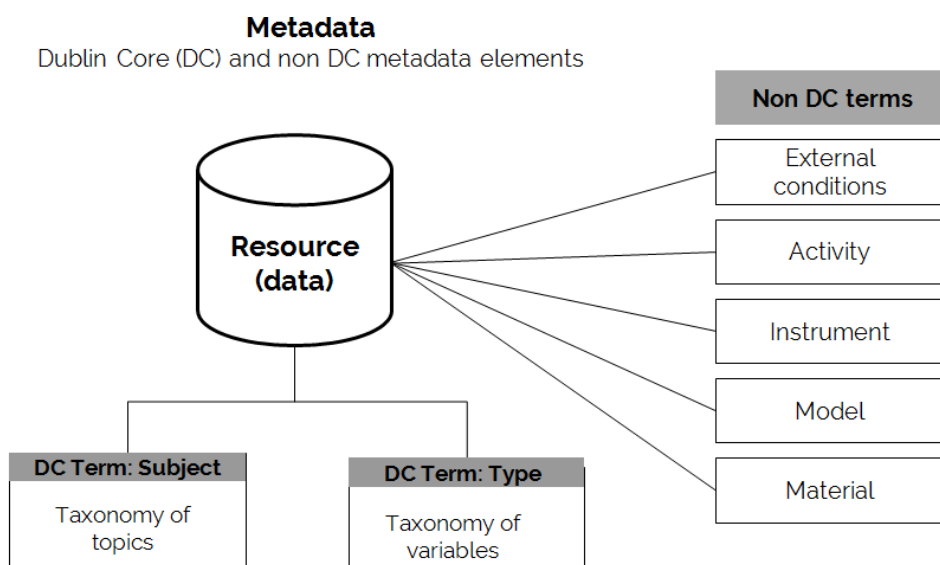 Metadata
Dublin Core (DC) and non DC metadata elements
Non DC terms
External
conditions
Activity
Instrument
Model
Material
Resource
(data)
DC Term: Subject
Taxonomy of
topics
DC Term: Type
Taxonomy of
variables